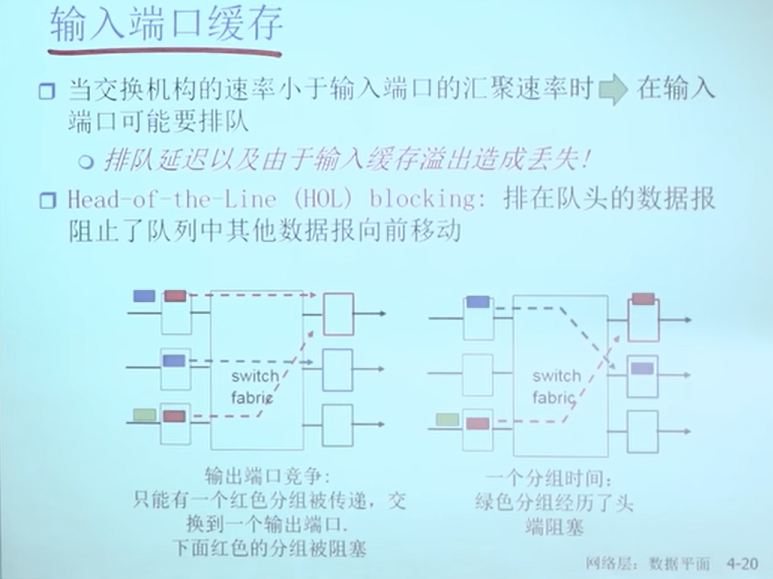 输入端口缓存
当交换机构的速率小于输入端口的汇聚速率时 在输入
端口可能要排队
排队延迟以及由于输入缓存溢出造成丢失!
Head-of-the-Line (HOL) blocking: 排在队头的数据报
阻止了队列中其他数据报向前移动
switch
fabric
switch
fabric
输出端口竞争:
只能有一个红色分组被传递,交
换到一个输出端口.
下面红色的分组被阻塞
一个分组时间:
绿色分组经历了头
端阻塞
网络层: 数据平面 4-20